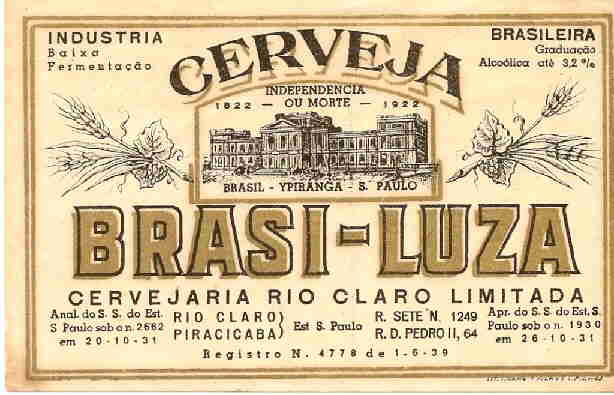 INDUSTRIA
Baixa
Fermentação
CERVEJA
BRASILEIRA
Graduação
Alcoólica até 3,2 %
INDEPENDENCIA
1822 — OU MORTE — 1922
BRASIL - YPIRANGA - S. PAULO
BRASI-LUZA
CERVEJARIA RIO CLARO LIMITADA
Anal. do S. S. do Est.
S Paulo sob o n. 2662
em 20-10-31
RIO CLARO)
PIRACICABA)
Est S. Paulo
R. SETE N. 1249
R. D. PEDRO II, 64
Apr. do S. S. do Est. S.
Paulo sob o n. 1930
em 26-10-31
Registro N. 4778 de 1-6-39